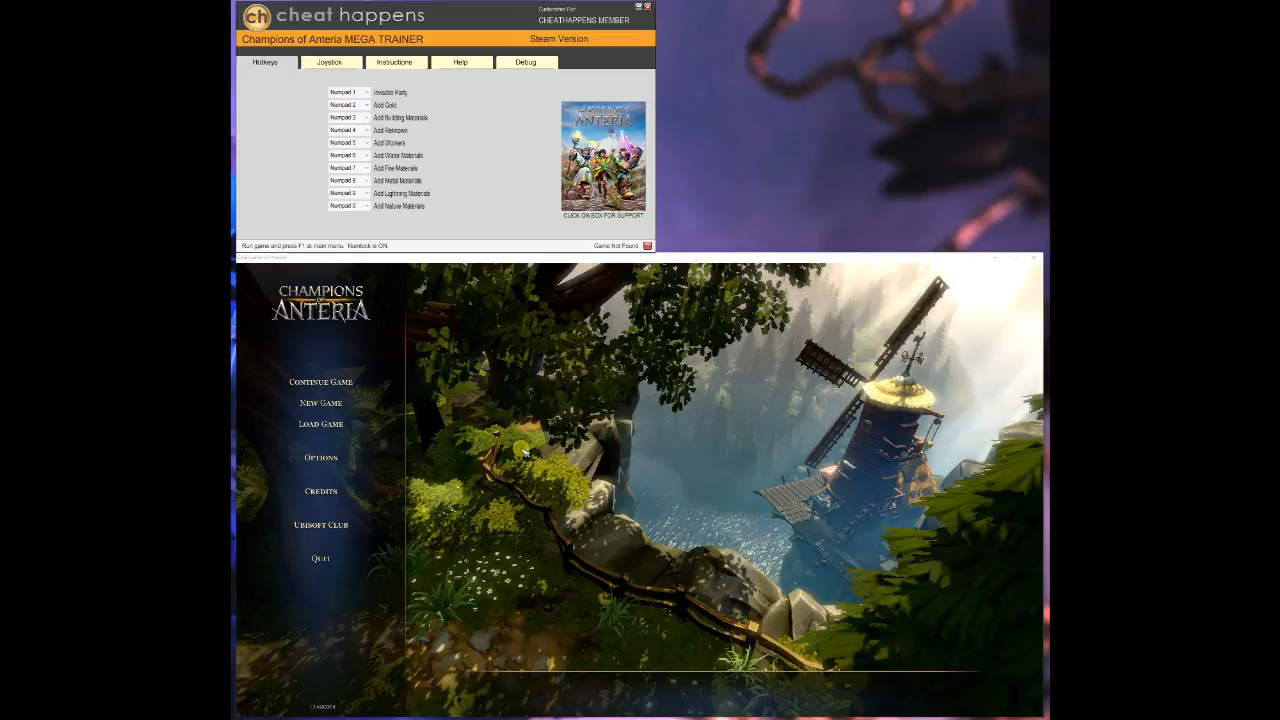 ch cheat happens
Customized For:
CHEATHAPPENS MEMBER
Champions of Anteria MEGA TRAINER Steam Version
Hotkeys Joystick Instructions Help Debug
Numpad 1 Invisible Party
Numpad 2 Add Gold
Numpad 3 Add Building Materials
Numpad 4 Add Reknown
Numpad 5 Add Workers
Numpad 6 Add Water Materials
Numpad 7 Add Fire Materials
Numpad 8 Add Metal Materials
Numpad 9 Add Lightning Materials
Numpad 0 Add Nature Materials
CHAMPIONS
ANTERIA
CLICK ON BOX FOR SUPPORT
Run game and press F1 at main menu. Numlock is ON. Game Not Found
Champions of Anteria
CHAMPIONS
OF
ANTERIA
CONTINUE GAME
NEW GAME
LOAD GAME
OPTIONS
CREDITS
UBISOFT CLUB
QUIT